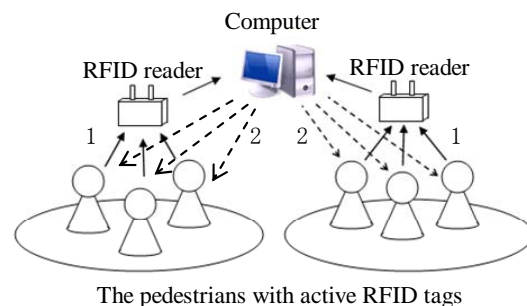 Computer
RFID reader
RFID reader
1
2
2
1
The pedestrians with active RFID tags